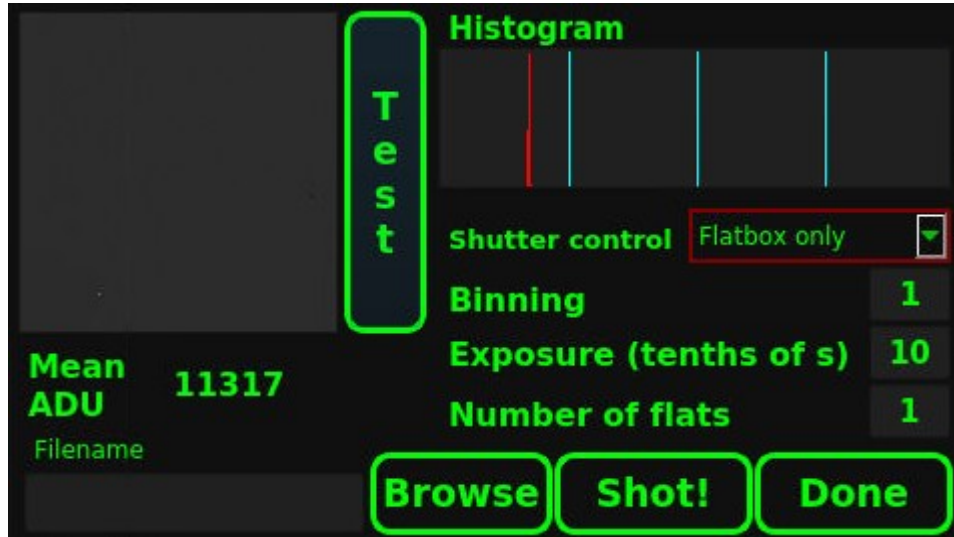 Histogram
Test
Shutter control Flatbox only
Binning 1
Exposure (tenths of s) 10
Number of flats 1
Mean
ADU
11317
Filename
Browse
Shot!
Done